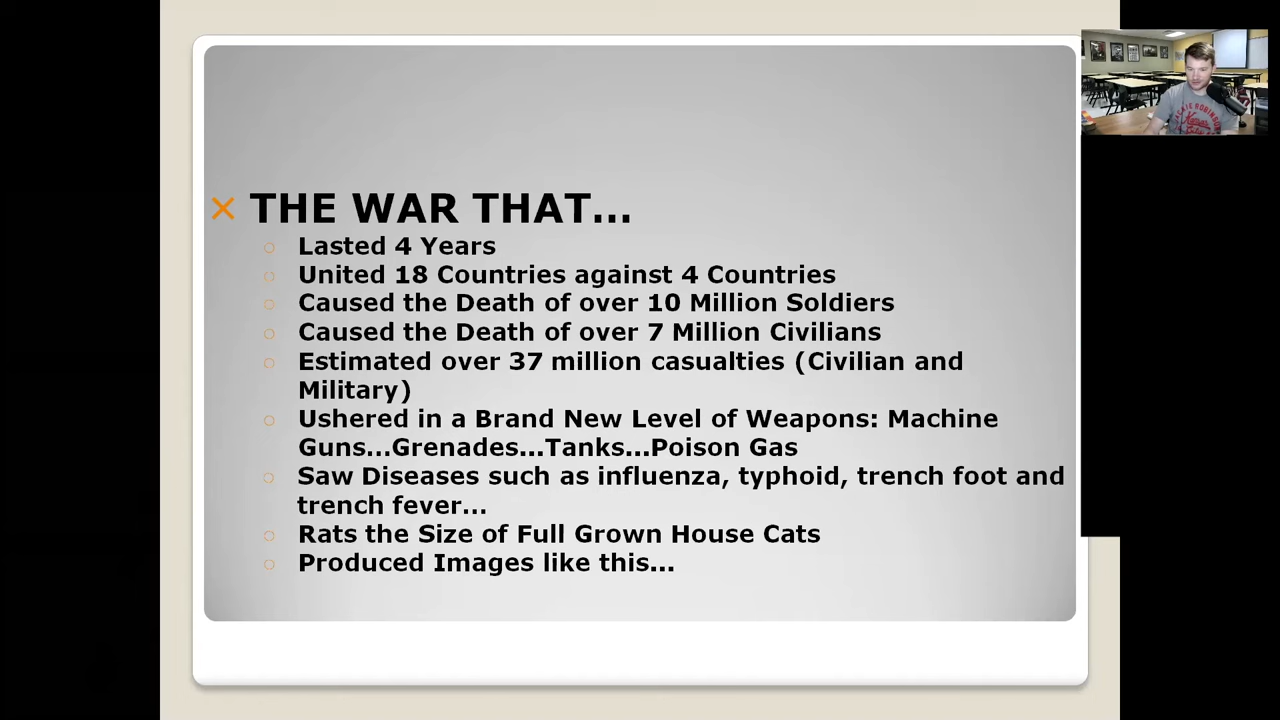 THE WAR THAT...
Lasted 4 Years
United 18 Countries against 4 Countries
Caused the Death of over 10 Million Soldiers
Caused the Death of over 7 Million Civilians
Estimated over 37 million casualties (Civilian and
Military)
Ushered in a Brand New Level of Weapons: Machine
Guns...Grenades...Tanks...Poison Gas
Saw Diseases such as influenza, typhoid, trench foot and
trench fever...
Rats the Size of Full Grown House Cats
Produced Images like this...